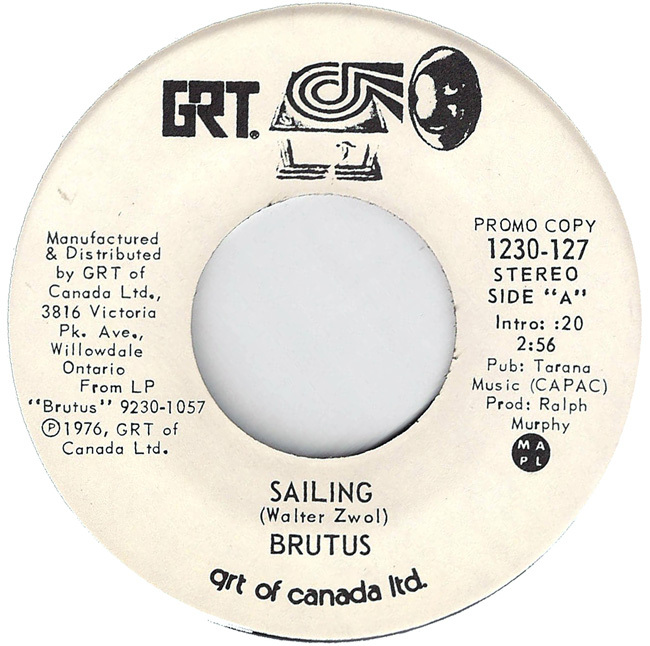 GRT®
Manufactured
& Distributed
by GRT of
Canada Ltd.,
3816 Victoria
Pk. Ave.,
Willowdale
Ontario
From LP
"Brutus" 9230-1057
Ⓟ1976, GRT of
Canada Ltd.
PROMO COPY
1230-127
STEREO
SIDE "A"
Intro: :20
2:56
Pub: Tarana
Music (CAPAC)
Prod: Ralph
Murphy
M A
P L
SAILING
(Walter Zwol)
BRUTUS
grt of canada ltd.